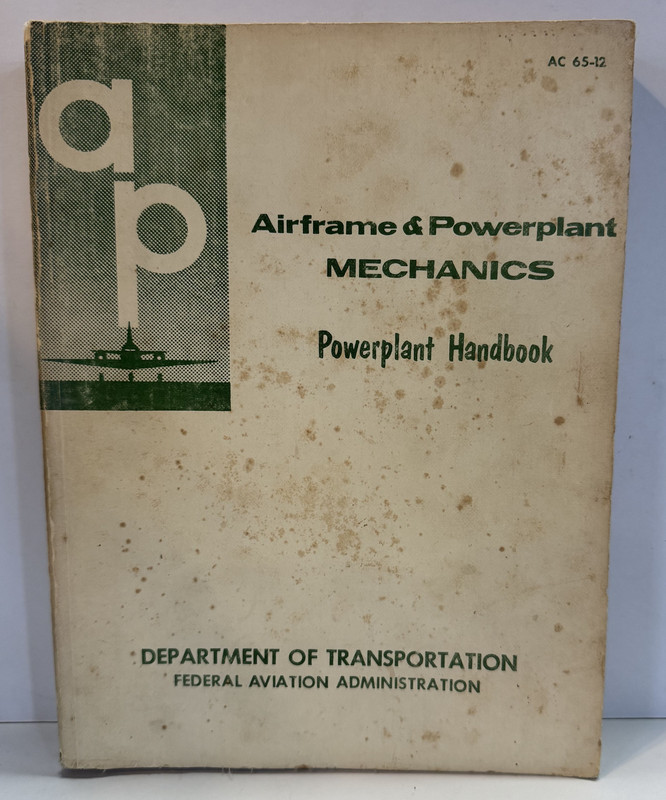 ap
AC 65-12
Airframe & Powerplant
MECHANICS
Powerplant Handbook
DEPARTMENT OF TRANSPORTATION
FEDERAL AVIATION ADMINISTRATION